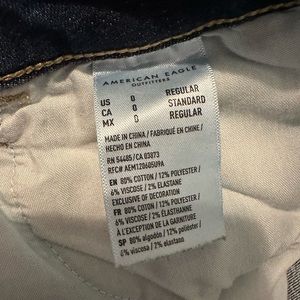 AMERICAN EAGLE
OUTFITTERS
US 0 REGULAR
CA 0 STANDARD
MX 0 REGULAR
MADE IN CHINA / FABRIQUÉ EN CHINE /
HECHO EN CHINA
RN 54485/CA 03073
RFC# AEM120605U9A
EN 80% COTTON / 12% POLYESTER /
6% VISCOSE / 2% ELASTANE
EXCLUSIVE OF DECORATION
FR 80% COTON / 12% POLYESTER /
6% VISCOSE / 2% ÉLASTHANNE
À L'EXCEPTION DE LA GARNITURE
SP 80% algodón / 12% poliéster /
6% viscosa / 2% elastano